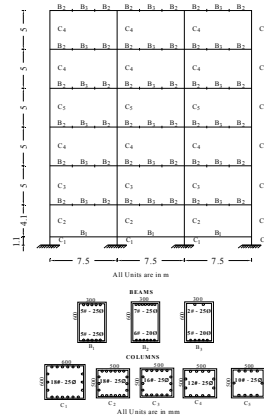 B₂ B₃ B₂ B₂ B₃ B₂ B₂ B₃ B₂
5 C₄ C₄ C₄ C
B₂ B₃ B₂ B₂ B₃ B₂ B₂ B₃ B₂
5 C₄ C₄ C₄ C
B₂ B₃ B₂ B₂ B₃ B₂ B₂ B₃ B₂
5 C₅ C₅ C₅ C
B₂ B₃ B₂ B₂ B₃ B₂ B₂ B₃ B₂
5 C₄ C₄ C₄ C
B₂ B₃ B₂ B₂ B₃ B₂ B₂ B₃ B₂
5 C₃ C₃ C₃ C
B₂ B₃ B₂ B₂ B₃ B₂ B₂ B₃ B₂
4.1 C₂ C₂ C₂ C
B₁ B₁ B₁
1.1 C₁ C₁ C₁ C
7.5 7.5 7.5
All Units are in m
BEAMS
300 300 300
600 5# - 25Ø 600 7# - 25Ø 600 2# - 25Ø
5# - 25Ø 6# - 20Ø 5# - 20Ø
B₁ B₂ B₃
COLUMNS
600 500 500 500 500
600 18# - 25Ø 500 18# - 25Ø 500 16# - 25Ø 500 12# - 25Ø 500 10# - 25Ø
C₁ C₂ C₃ C₄ C₅
All Units are in mm